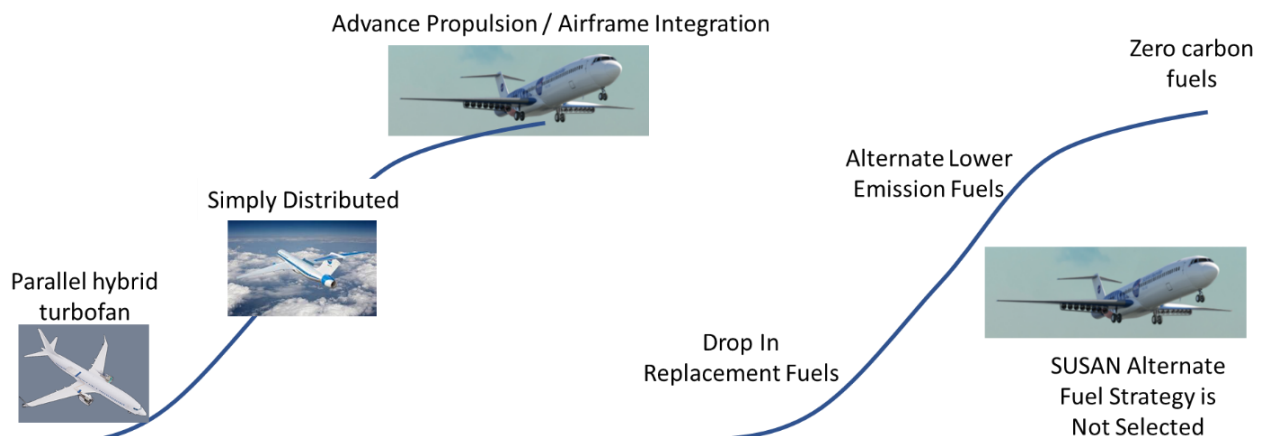 Advance Propulsion / Airframe Integration
Simply Distributed
Parallel hybrid
turbofan
Zero carbon
fuels
Alternate Lower
Emission Fuels
Drop In
Replacement Fuels
SUSAN Alternate
Fuel Strategy is
Not Selected